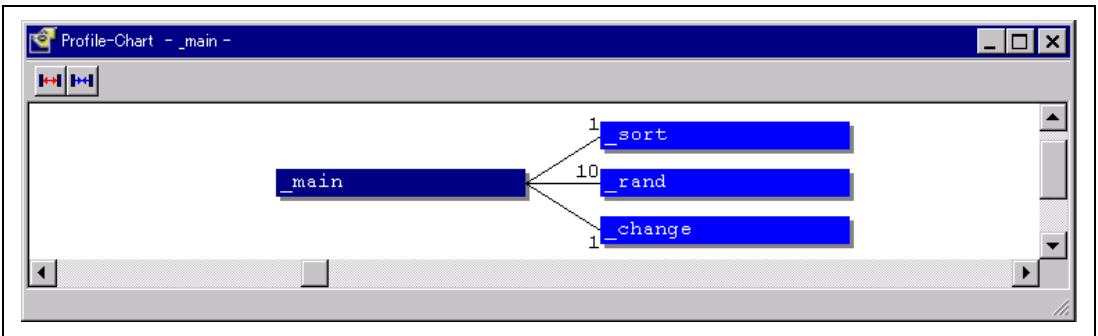 Profile-Chart - _main -
1
_sort
_main
10
_rand
_change
1